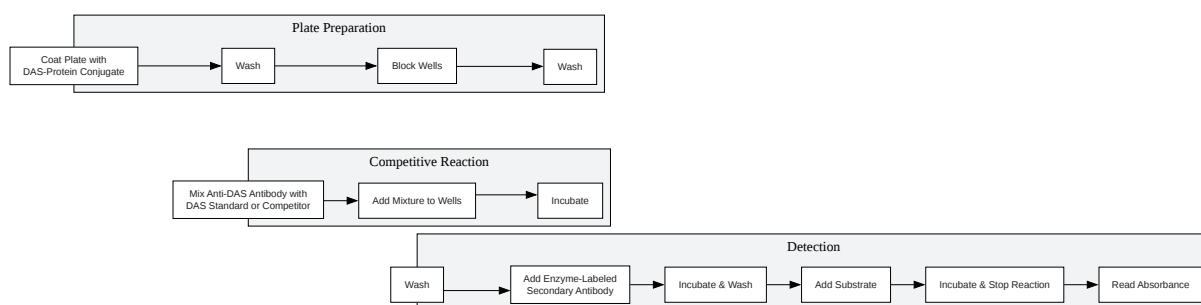 Plate Preparation
Coat Plate with
DAS-Protein Conjugate
Wash
Block Wells
Wash
Competitive Reaction
Mix Anti-DAS Antibody with
DAS Standard or Competitor
Add Mixture to Wells
Incubate
Detection
Wash
Add Enzyme-Labeled
Secondary Antibody
Incubate & Wash
Add Substrate
Incubate & Stop Reaction
Read Absorbance